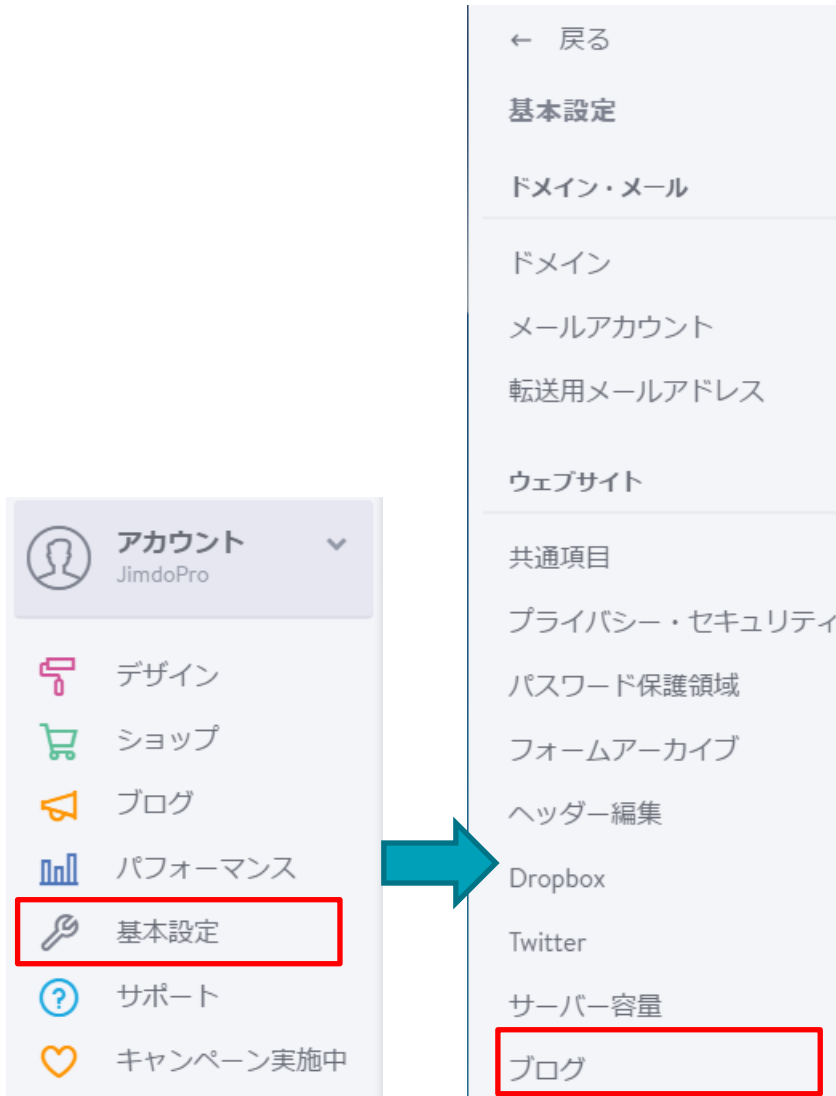 アカウント
JimdoPro
デザイン
ショップ
ブログ
パフォーマンス
基本設定
サポート
キャンペーン実施中
← 戻る
基本設定
ドメイン・メール
ドメイン
メールアカウント
転送用メールアドレス
ウェブサイト
共通項目
プライバシー・セキュリティ
パスワード保護領域
フォームアーカイブ
ヘッダー編集
Dropbox
Twitter
サーバー容量
ブログ